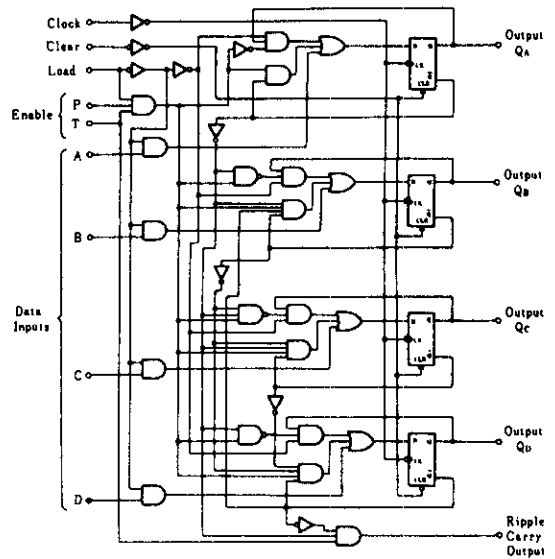 Clock
Clear
Load
Enable
P
T
A
B
Data
Inputs
C
D
Output
QA
Output
QB
Output
QC
Output
QD
Ripple
Carry
Output